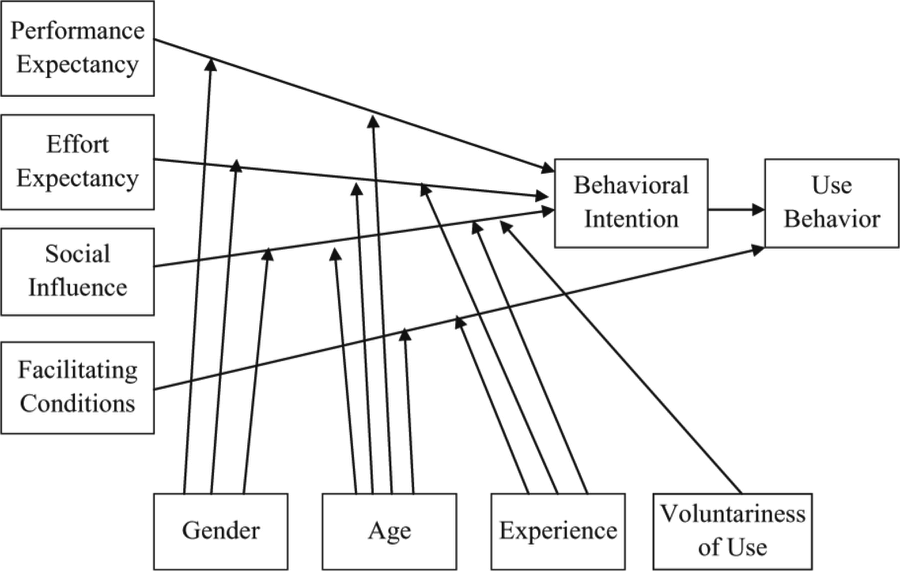 Performance
Expectancy
Effort
Expectancy
Social
Influence
Facilitating
Conditions
Behavioral
Intention
Use
Behavior
Gender
Age
Experience
Voluntariness
of Use